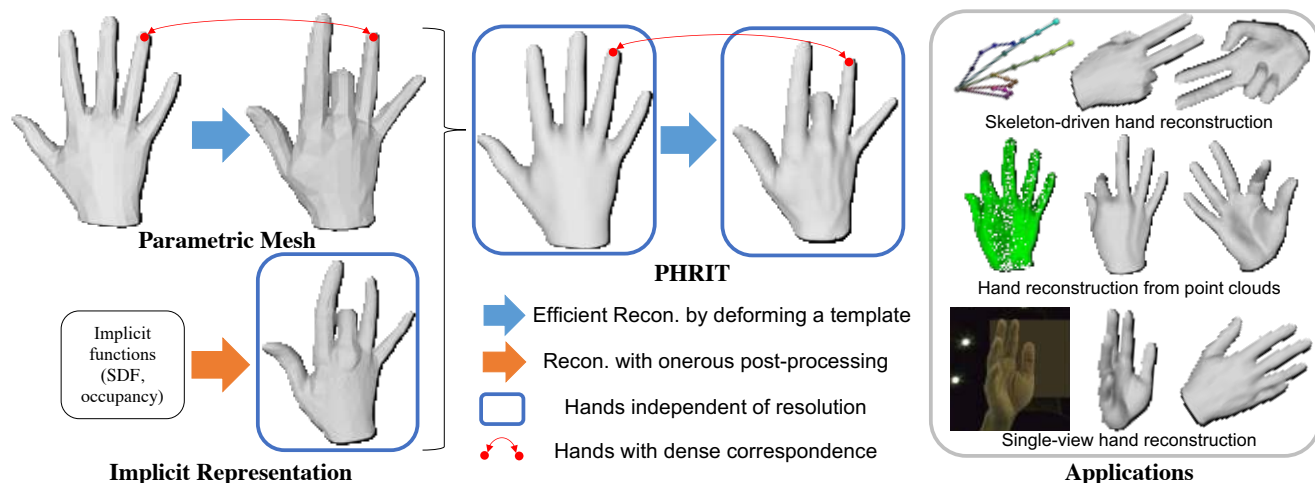 Parametric Mesh
Implicit
functions
(SDF,
occupancy)
Implicit Representation
PHRIT
Efficient Recon. by deforming a template
Recon. with onerous post-processing
Hands independent of resolution
Hands with dense correspondence
Skeleton-driven hand reconstruction
Hand reconstruction from point clouds
Single-view hand reconstruction
Applications